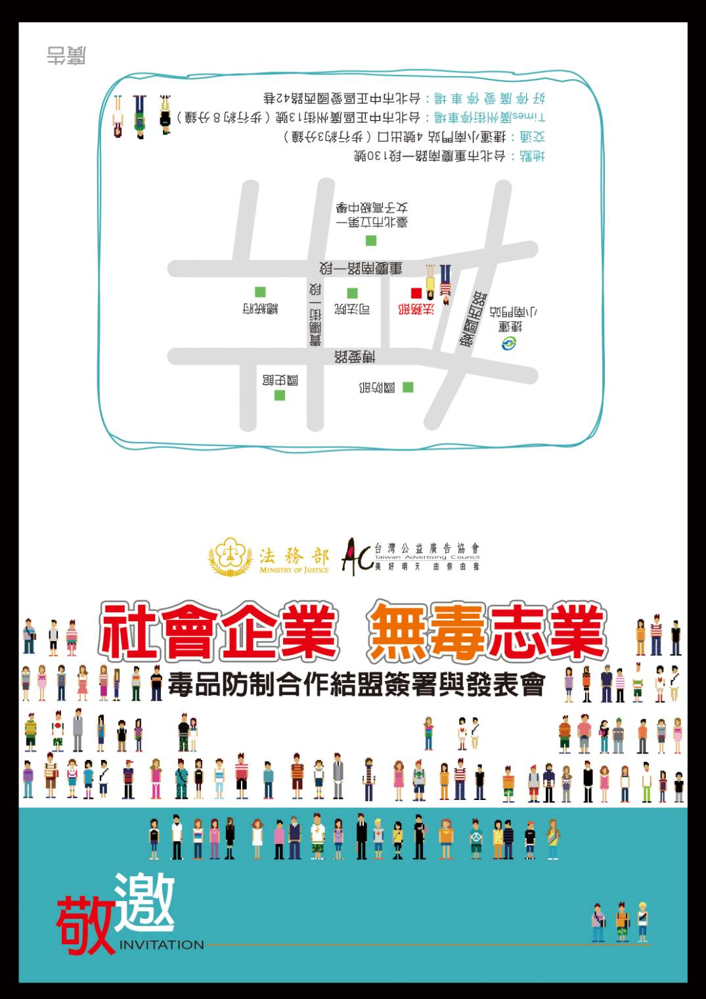 廣告
地點：台北市重慶南路一段130號
交通：捷運小南門站 4號出口（步行約3分鐘）
Times廣州街停車場：台北市中正區廣州街13號（步行約 8 分鐘）
好停廣愛停車場：台北市中正區愛國西路42巷
國防部
國史館
博愛路
捷運
小南門站
愛國西路
法務部
司法院
貴陽街一段
總統府
重慶南路一段
臺北市立第一
女子高級中學
法務部
MINISTRY OF JUSTICE
AC
台灣公益廣告協會
Taiwan Advertising Council
美好明天 由你由我
社會企業 無毒志業
毒品防制合作結盟簽署與發表會
敬邀
INVITATION